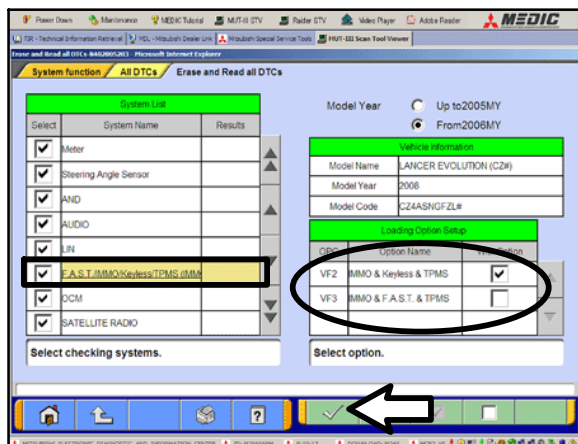 Power Down Maintenance MEDIC Tutorial MUT-III STV Raider STV Video Player Adobe Reader MEDIC
TIR - Technical Information Retrieval MDL - Mitsubishi Dealer Link Mitsubishi Special Service Tools MUT-III Scan Tool Viewer
Erase and Read all DTCs- Microsoft Internet Explorer
System function All DTCs Erase and Read all DTCs
System List
Select System Name Results
Meter
Steering Angle Sensor
AND
AUDIO
LIN
F.A.S.T./IMMO/Keyless/TPMS (IMM
OCM
SATELLITE RADIO
Select checking systems.
Model Year Up to2005MY
From2006MY
Vehicle information
Model Name LANCER EVOLUTION (CZ#)
Model Year 2008
Model Code CZ4ASNGFZL#
Loading Option Setup
OPC Option Name
VF2 IMMO & Keyless & TPMS
VF3 IMMO & F.A.S.T. & TPMS
Select option.
?